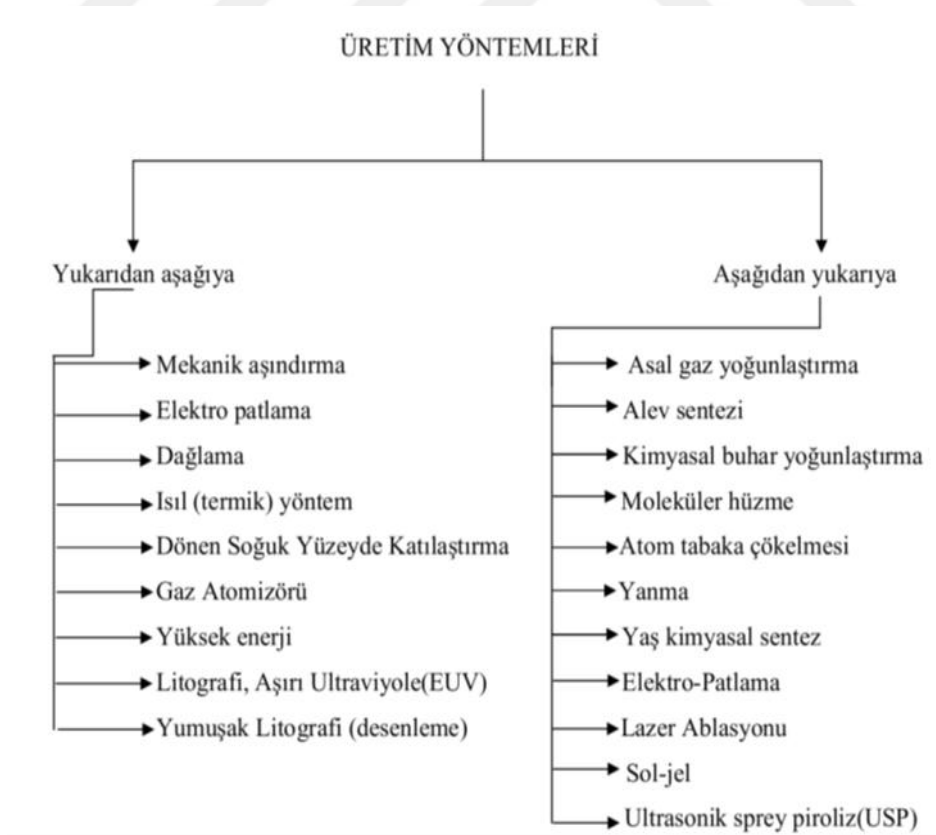 ÜRETİM YÖNTEMLERİ
Yukarıdan aşağıya
Mekanik aşındırma
Elektro patlama
Dağlama
Isıl (termik) yöntem
Dönen Soğuk Yüzeyde Katılaştırma
Gaz Atomizörü
Yüksek enerji
Litografi, Aşırı Ultraviyole(EUV)
Yumuşak Litografi (desenleme)
Aşağıdan yukarıya
Asal gaz yoğunlaştırma
Alev sentezi
Kimyasal buhar yoğunlaştırma
Moleküler hüzme
Atom tabaka çökelmesi
Yanma
Yaş kimyasal sentez
Elektro-Patlama
Lazer Ablasyonu
Sol-jel
Ultrasonik sprey piroliz(USP)